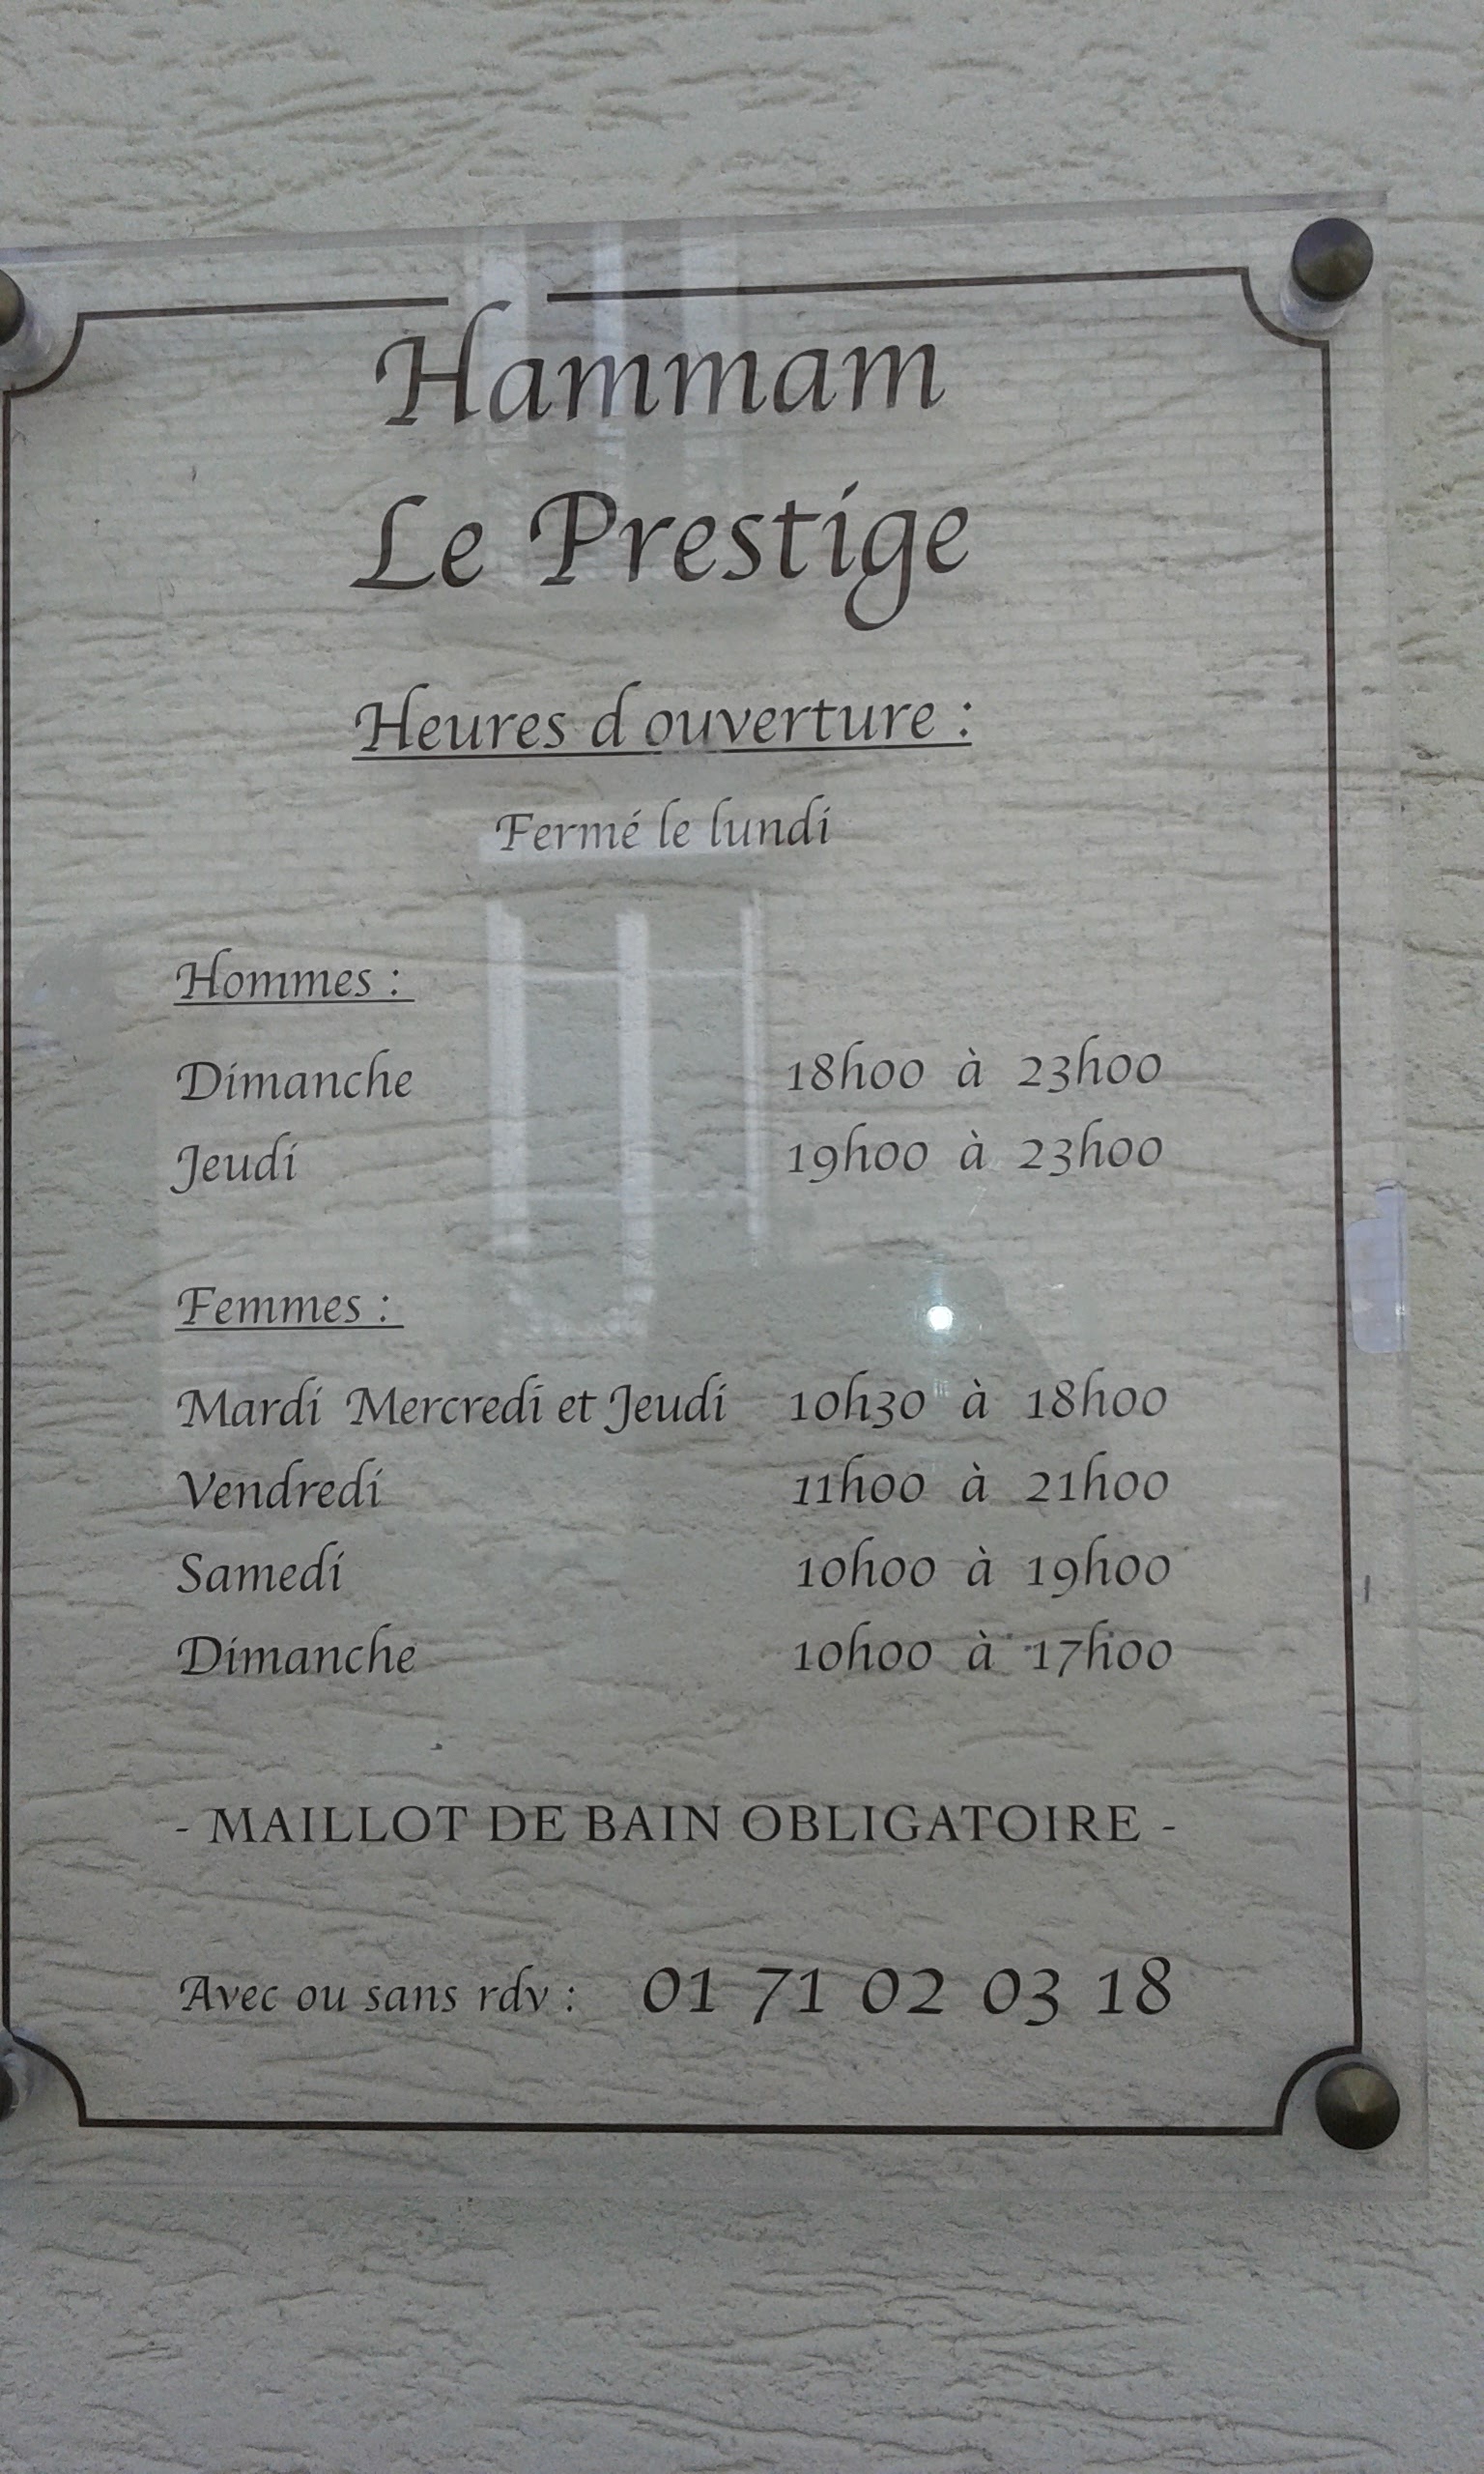 Hammam
Le Prestige
Heures d ouverture :
Fermé le lundi
Hommes :
Dimanche 18h00 à 23h00
Jeudi 19h00 à 23h00
Femmes :
Mardi Mercredi et Jeudi 10h30 à 18h00
Vendredi 11h00 à 21h00
Samedi 10h00 à 19h00
Dimanche 10h00 à 17h00
- MAILLOT DE BAIN OBLIGATOIRE -
Avec ou sans rdv : 01 71 02 03 18